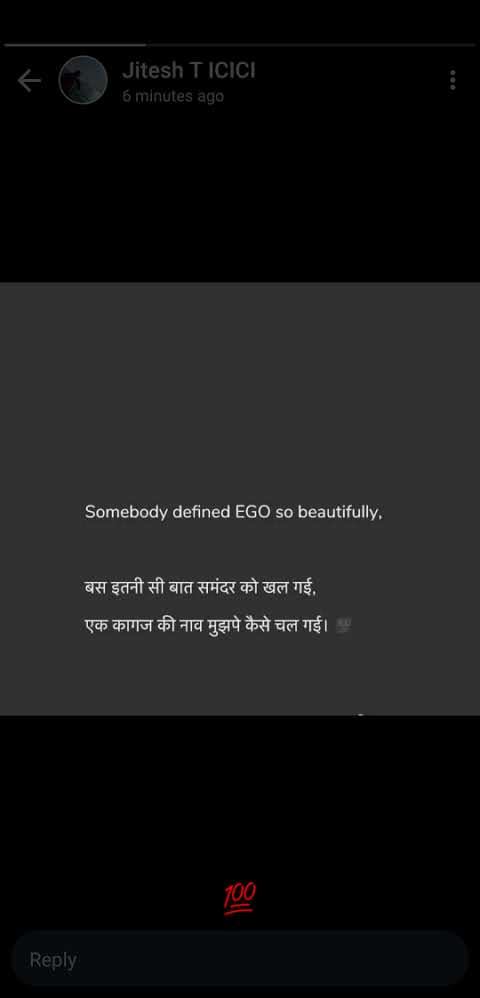 Jitesh T ICICI
6 minutes ago
Somebody defined EGO so beautifully,
बस इतनी सी बात समंदर को खल गई,
एक कागज की नाव मुझपे कैसे चल गई।
💯
Reply